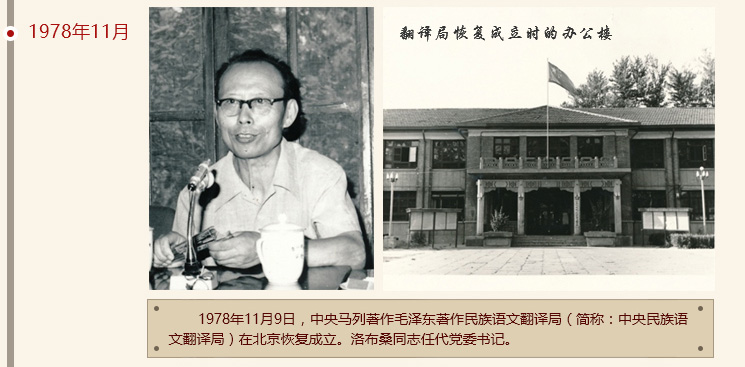 1978年11月
翻译局恢复成立时的办公楼
1978年11月9日，中央马列著作毛泽东著作民族语文翻译局（简称：中央民族语
文翻译局）在北京恢复成立。洛布桑同志任代党委书记。